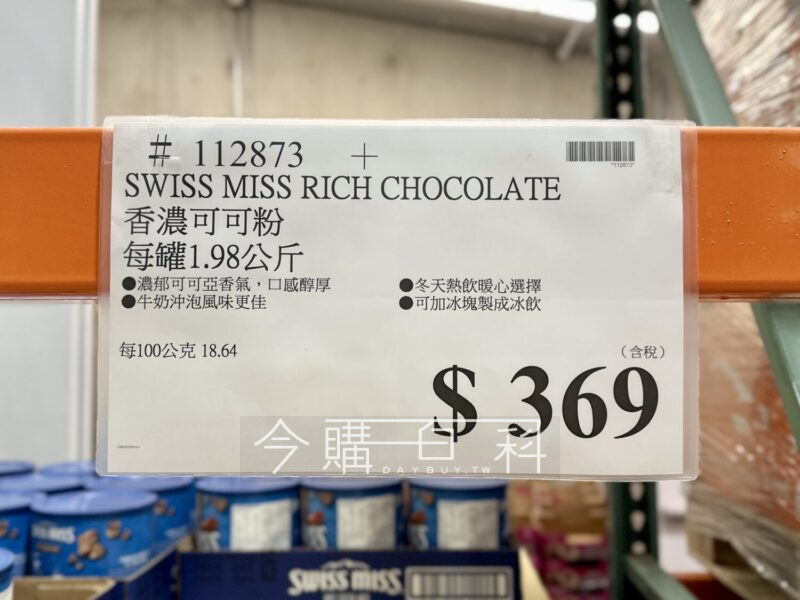 # 112873 +
*112873*
SWISS MISS RICH CHOCOLATE
香濃可可粉
每罐1.98公斤
●濃郁可可亞香氣，口感醇厚
●冬天熱飲暖心選擇
●牛奶沖泡風味更佳
●可加冰塊製成冰飲
每100公克 18.64
(含稅)
$ 369
今購百科
DAYBUY.TW
SWISS MISS